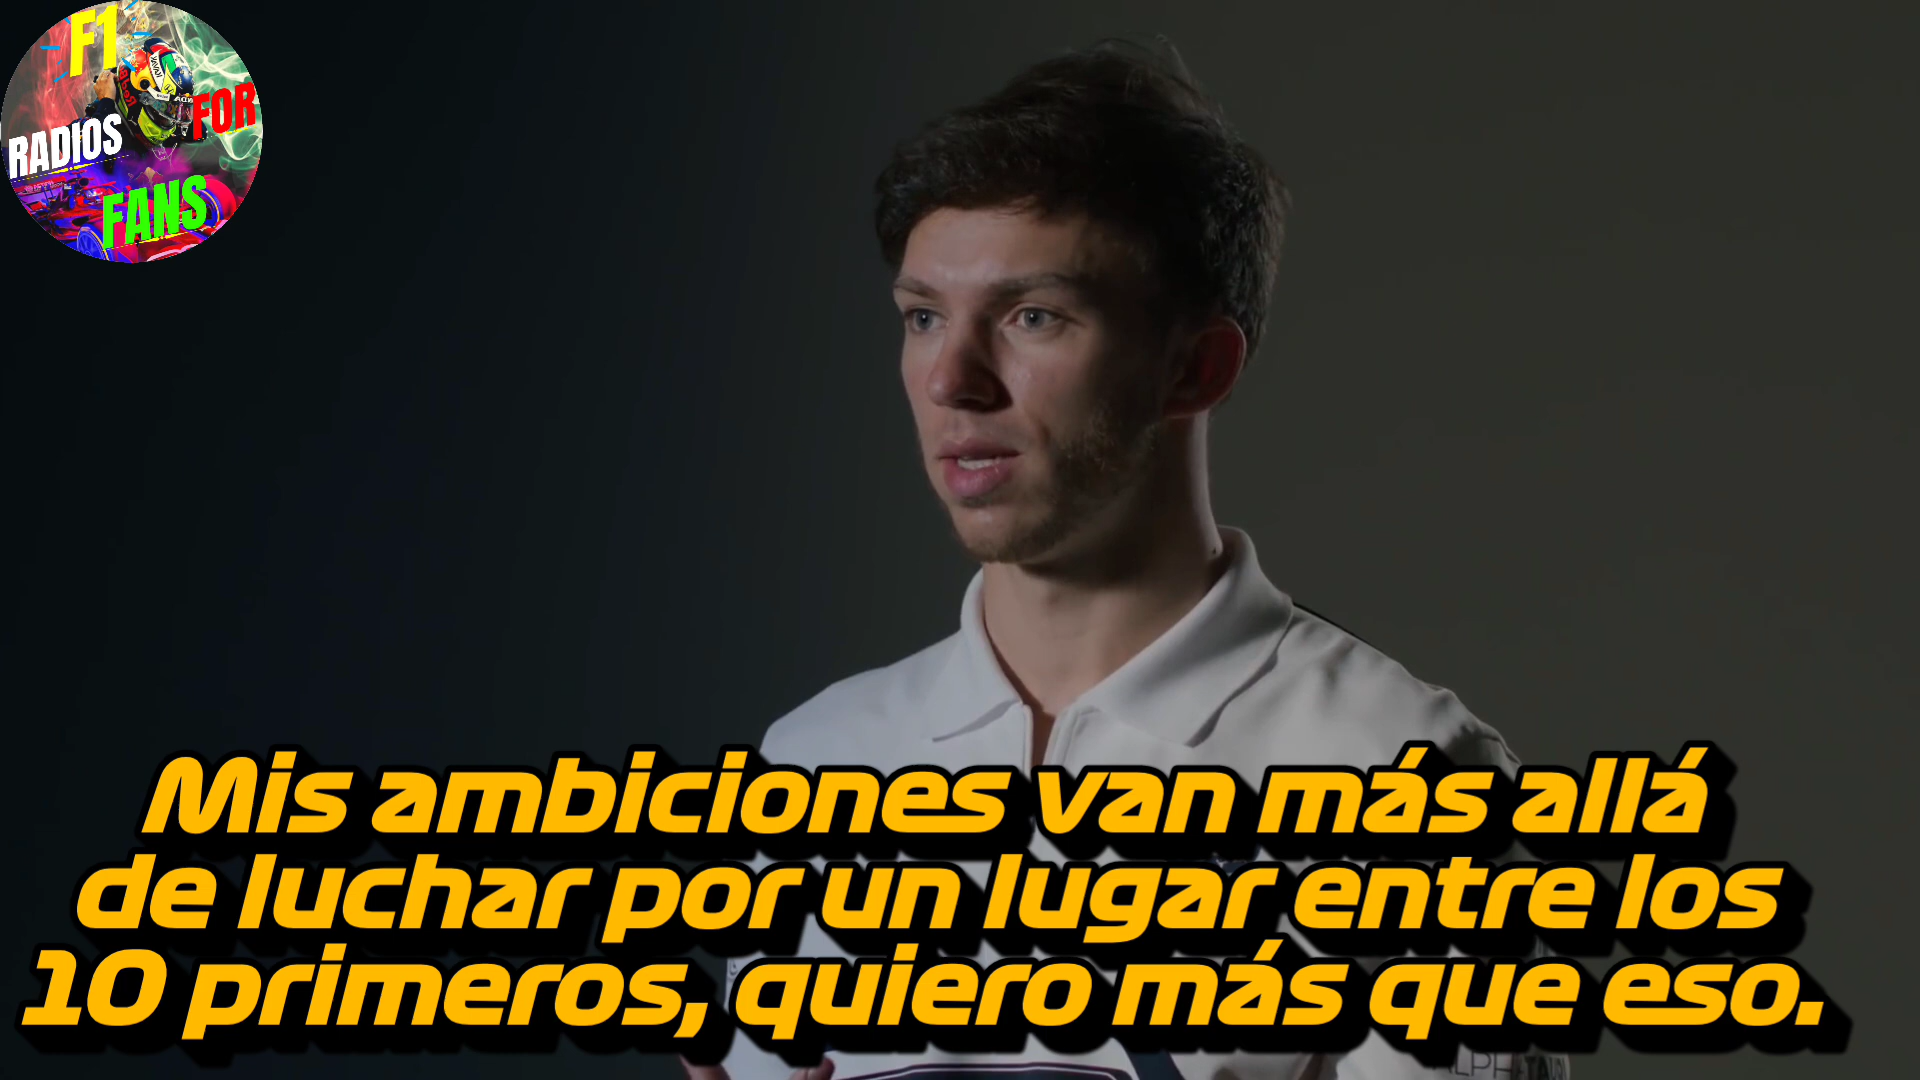 F1
RADIOS FOR
FANS
Mis ambiciones van más allá
de luchar por un lugar entre los
10 primeros, quiero más que eso.